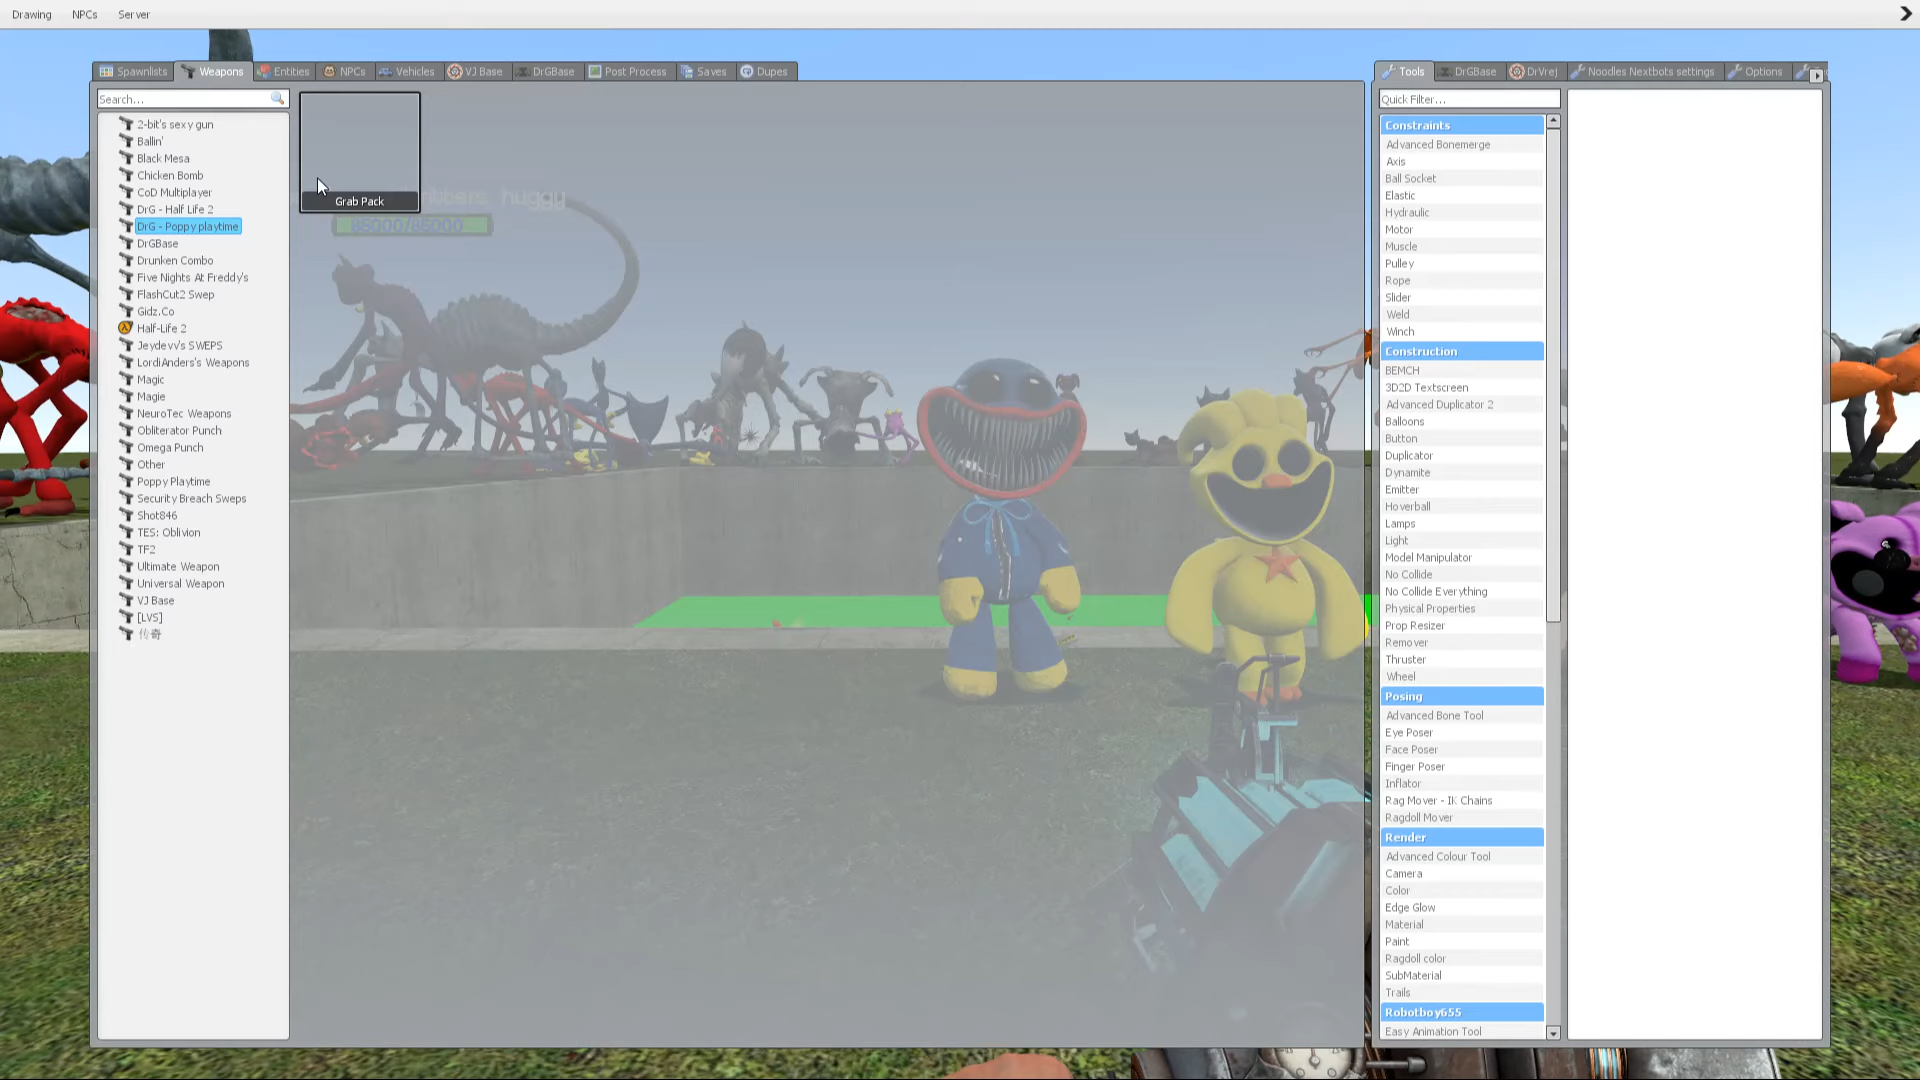 Drawing NPCs Server
Spawnlists Weapons Entities NPCs Vehicles VJ Base DrGBase Post Process Saves Dupes
Search...
2-bit's sexy gun
Ballin'
Black Mesa
Chicken Bomb
CoD Multiplayer
DrG - Half Life 2
DrG - Poppy playtime
DrGBase
Drunken Combo
Five Nights At Freddy's
FlashCut2 Swep
Gidz.Co
Half-Life 2
Jeydevv's SWEPS
LordiAnders's Weapons
Magic
Magie
NeuroTec Weapons
Obliterator Punch
Omega Punch
Other
Poppy Playtime
Security Breach Sweps
Shot846
TES: Oblivion
TF2
Ultimate Weapon
Universal Weapon
VJ Base
[LVS]
传奇
Grab Pack
huggy
85000/85000
Tools DrGBase DrVrej Noodles Nextbots settings Options
Quick Filter...
Constraints
Advanced Bonemerge
Axis
Ball Socket
Elastic
Hydraulic
Motor
Muscle
Pulley
Rope
Slider
Weld
Winch
Construction
BEMCH
3D2D Textscreen
Advanced Duplicator 2
Balloons
Button
Duplicator
Dynamite
Emitter
Hoverball
Lamps
Light
Model Manipulator
No Collide
No Collide Everything
Physical Properties
Prop Resizer
Remover
Thruster
Wheel
Posing
Advanced Bone Tool
Eye Poser
Face Poser
Finger Poser
Inflator
Rag Mover - IK Chains
Ragdoll Mover
Render
Advanced Colour Tool
Camera
Color
Edge Glow
Material
Paint
Ragdoll color
SubMaterial
Trails
Robotboy655
Easy Animation Tool